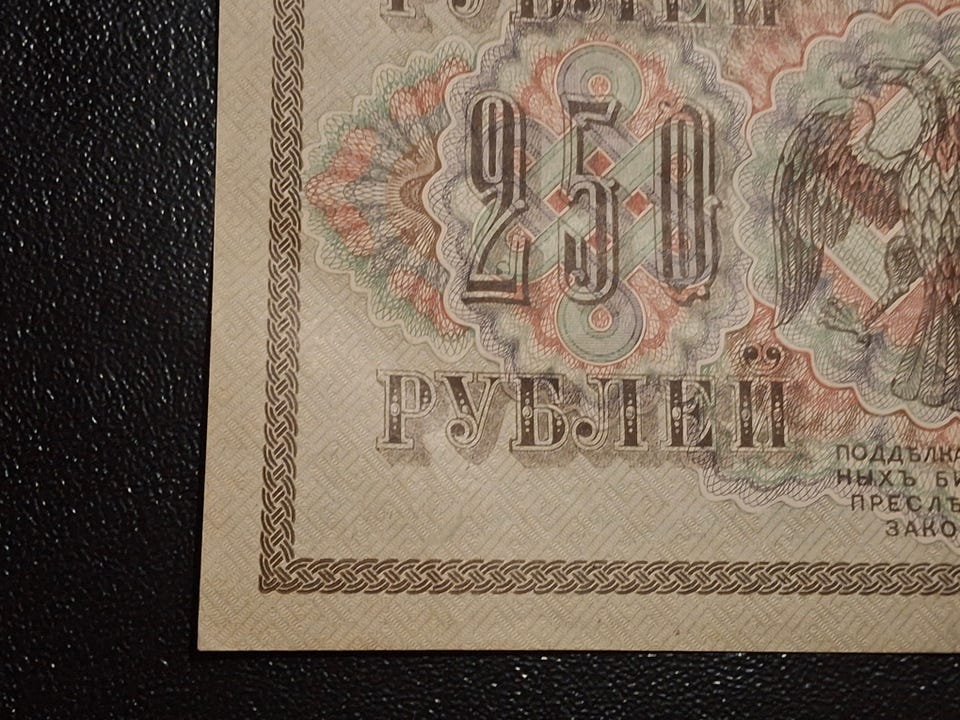 РУБЛЕЙ
250
РУБЛЕЙ
ПОДДѢЛКА
НЫХЪ БИ
ПРЕСЛѢ
ЗАКО